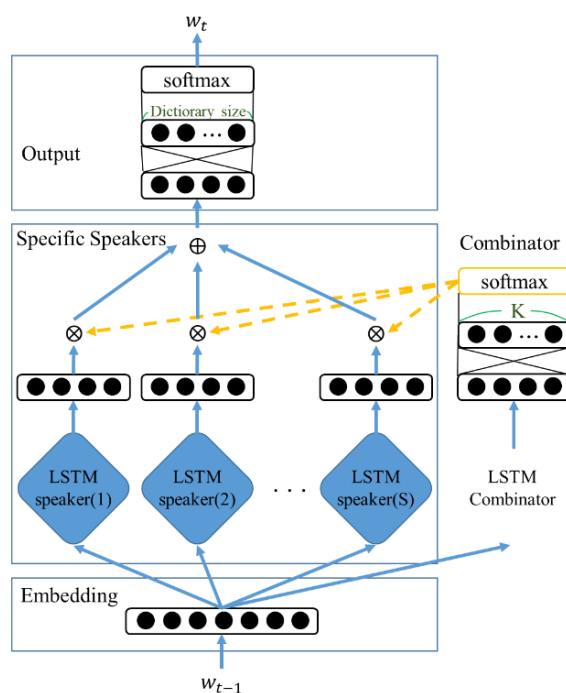 w_t
softmax
Dictiorary size
...
Output
Specific Speakers
⊕
Combinator
softmax
K
...
⊗ ⊗ ⊗
LSTM
speaker(1)
LSTM
speaker(2)
. . .
LSTM
speaker(S)
LSTM
Combinator
Embedding
w_{t-1}